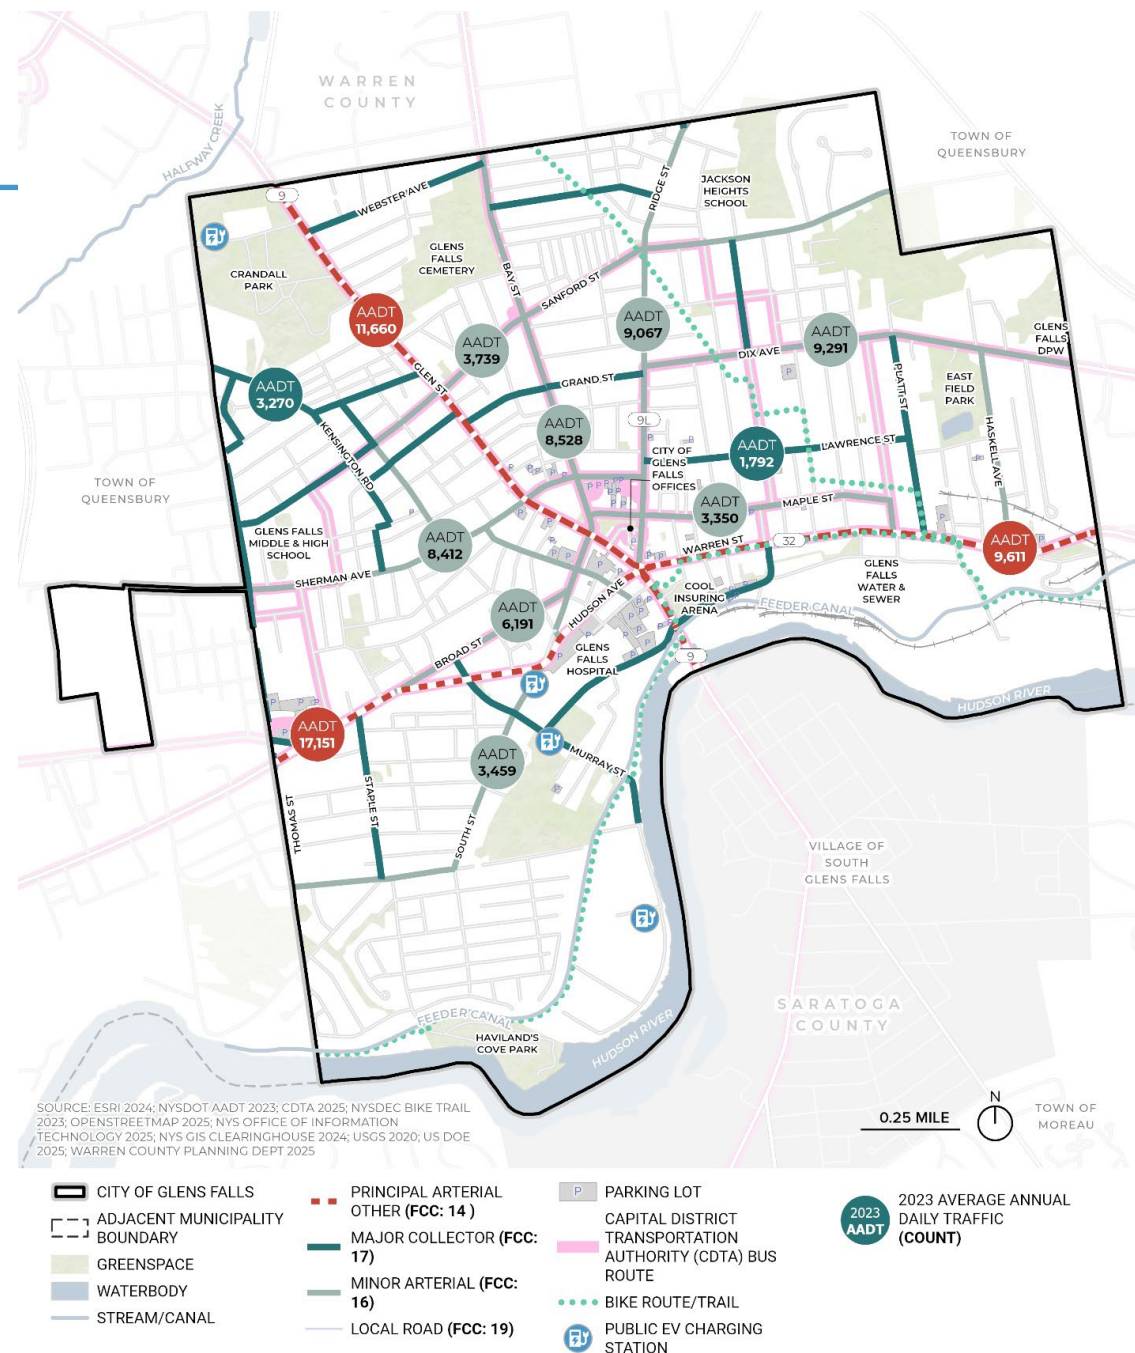 WARREN
COUNTY
HALFWAY CREEK
TOWN OF
QUEENSBURY
9
WEBSTER AVE
RIDGE ST
JACKSON
HEIGHTS
SCHOOL
CRANDALL
PARK
GLENS
FALLS
CEMETERY
BAY ST
SANFORD ST
AADT
11,660
AADT
3,739
AADT
9,067
AADT
9,291
GLENS
FALLS
DPW
DIX AVE
GLEN ST
GRAND ST
PLATT ST
EAST
FIELD
PARK
AADT
3,270
KENSINGTON RD
AADT
8,528
9L
HASKELL AVE
CITY OF
GLENS
FALLS
OFFICES
AADT
1,792
LAWRENCE ST
TOWN OF
QUEENSBURY
GLENS FALLS
MIDDLE & HIGH
SCHOOL
AADT
8,412
AADT
3,350
MAPLE ST
WARREN ST
32
AADT
9,611
SHERMAN AVE
HUDSON AVE
COOL
INSURING
ARENA
FEEDER CANAL
GLENS
FALLS
WATER &
SEWER
AADT
6,191
BROAD ST
GLENS
FALLS
HOSPITAL
9
HUDSON RIVER
AADT
17,151
AADT
3,459
MURRAY ST
STAPLE ST
THOMAS ST
SOUTH ST
VILLAGE OF
SOUTH
GLENS FALLS
SARATOGA
COUNTY
FEEDER CANAL
HAVILAND'S
COVE PARK
HUDSON RIVER
SOURCE: ESRI 2024; NYSDOT AADT 2023; CDTA 2025; NYSDEC BIKE TRAIL
2023; OPENSTREETMAP 2025; NYS OFFICE OF INFORMATION
TECHNOLOGY 2025; NYS GIS CLEARINGHOUSE 2024; USGS 2020; US DOE
2025; WARREN COUNTY PLANNING DEPT 2025
0.25 MILE
N
TOWN OF
MOREAU
CITY OF GLENS FALLS
ADJACENT MUNICIPALITY
BOUNDARY
GREENSPACE
WATERBODY
STREAM/CANAL
PRINCIPAL ARTERIAL
OTHER (FCC: 14 )
MAJOR COLLECTOR (FCC:
17)
MINOR ARTERIAL (FCC:
16)
LOCAL ROAD (FCC: 19)
P
PARKING LOT
CAPITAL DISTRICT
TRANSPORTATION
AUTHORITY (CDTA) BUS
ROUTE
BIKE ROUTE/TRAIL
PUBLIC EV CHARGING
STATION
2023
AADT
2023 AVERAGE ANNUAL
DAILY TRAFFIC
(COUNT)